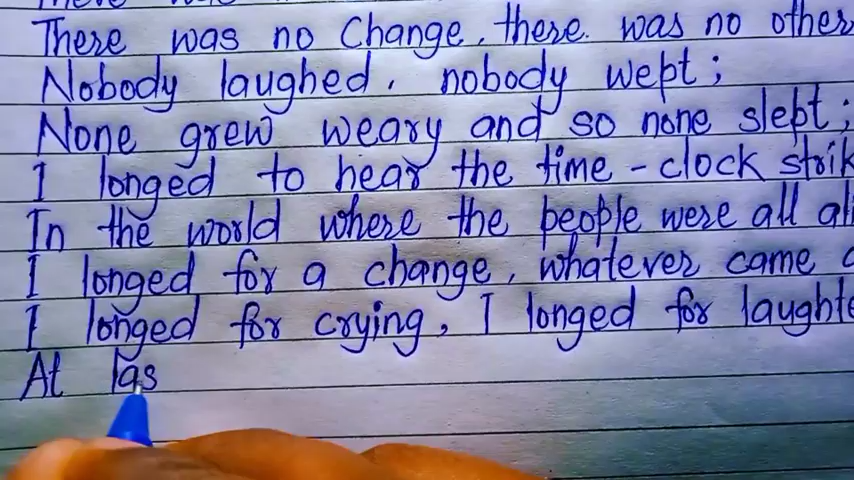 There was no Change, there. was no other
Nobody laughed. nobody wept;
None grew weary and so none slept;
I longed to hear the time - clock strik
In the world where the people were all ali
I longed for a change, whatever came
I longed for crying, I longed for laughte
At las